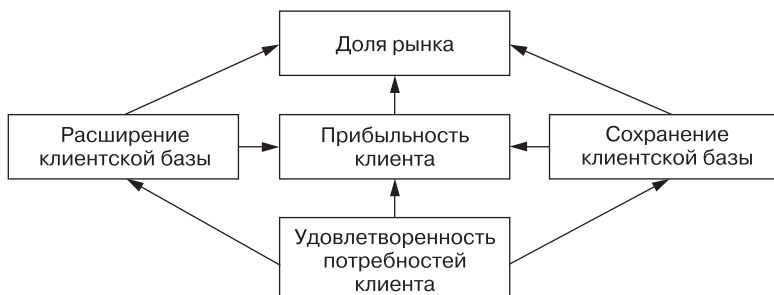 Доля рынка
Расширение
клиентской базы
Прибыльность
клиента
Сохранение
клиентской базы
Удовлетворенность
потребностей
клиента